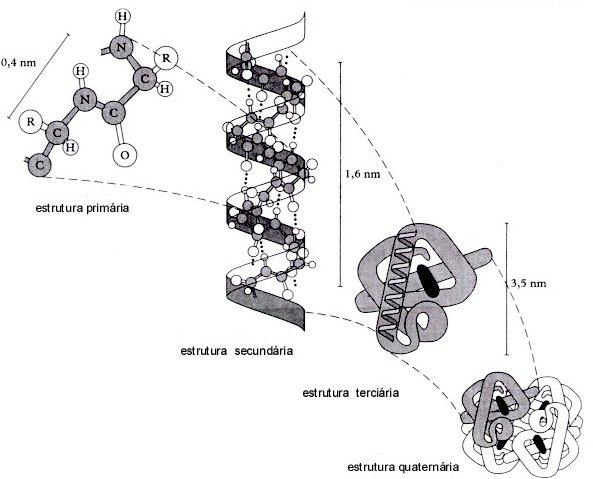 H
N
R
0,4 nm
H
C
H
N
C
R
C
H
O
C
1,6 nm
estrutura primária
3,5 nm
estrutura secundária
estrutura terciária
estrutura quaternária